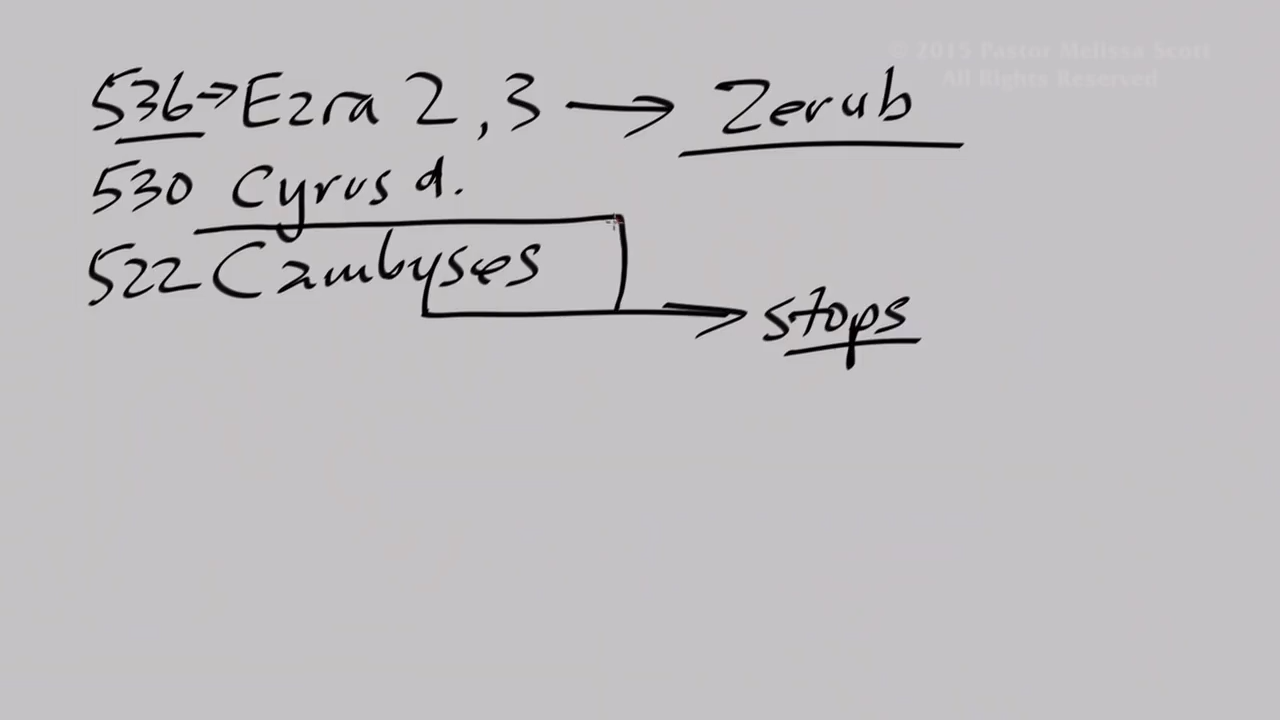 © 2015 Pastor Melissa Scott
All Rights Reserved
536 ⇒ Ezra 2, 3 → Zerub
530 Cyrus d.
522 Cambyses
→ stops